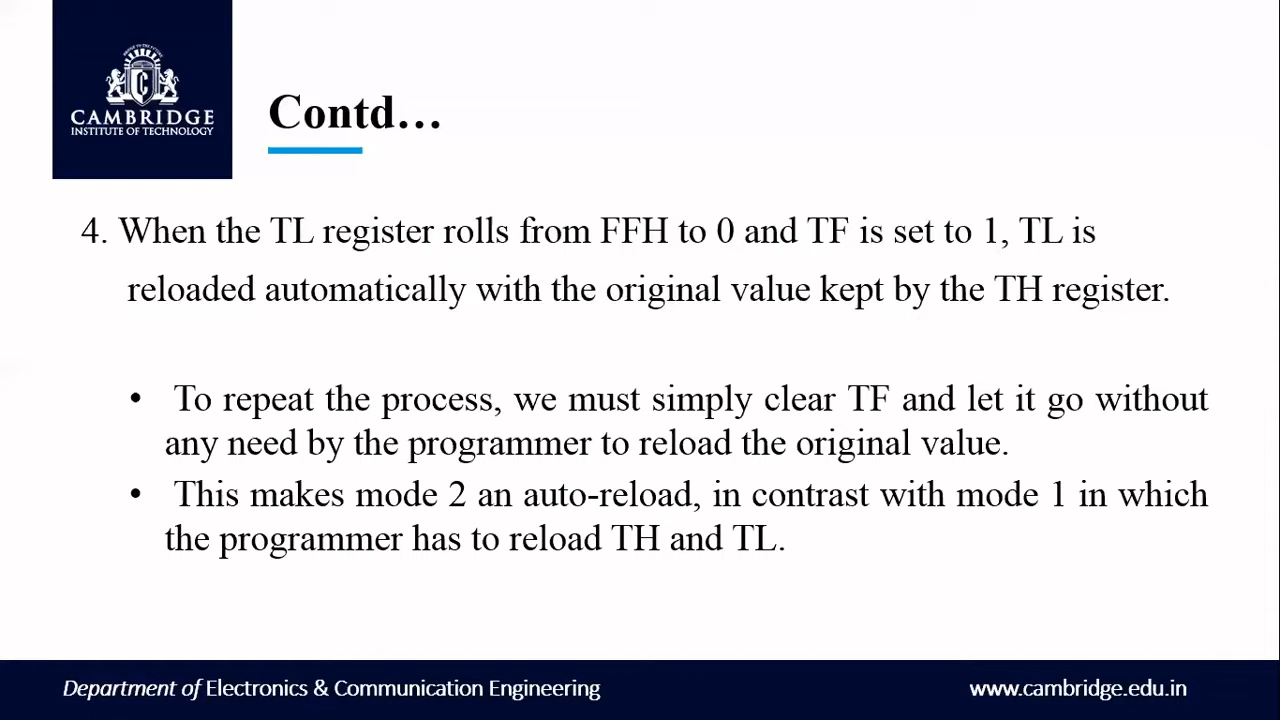 CAMBRIDGE
INSTITUTE OF TECHNOLOGY
Contd…
4. When the TL register rolls from FFH to 0 and TF is set to 1, TL is
reloaded automatically with the original value kept by the TH register.
• To repeat the process, we must simply clear TF and let it go without
any need by the programmer to reload the original value.
• This makes mode 2 an auto-reload, in contrast with mode 1 in which
the programmer has to reload TH and TL.
Department of Electronics & Communication Engineering
www.cambridge.edu.in